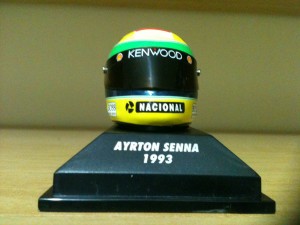 KENWOOD
NACIONAL
AYRTON SENNA
1993